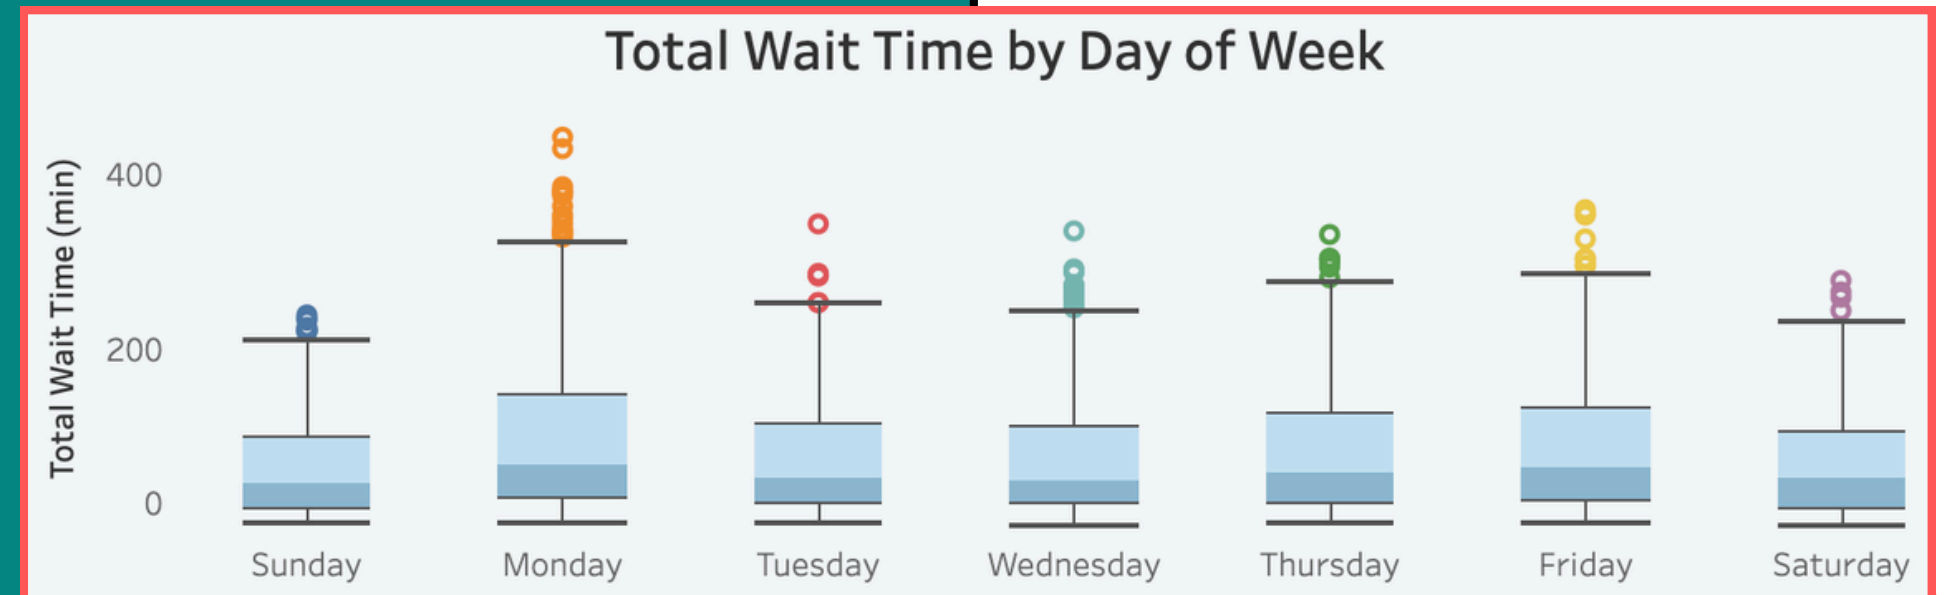 Total Wait Time by Day of Week
Total Wait Time (min)
400
200
0
Sunday Monday Tuesday Wednesday Thursday Friday Saturday